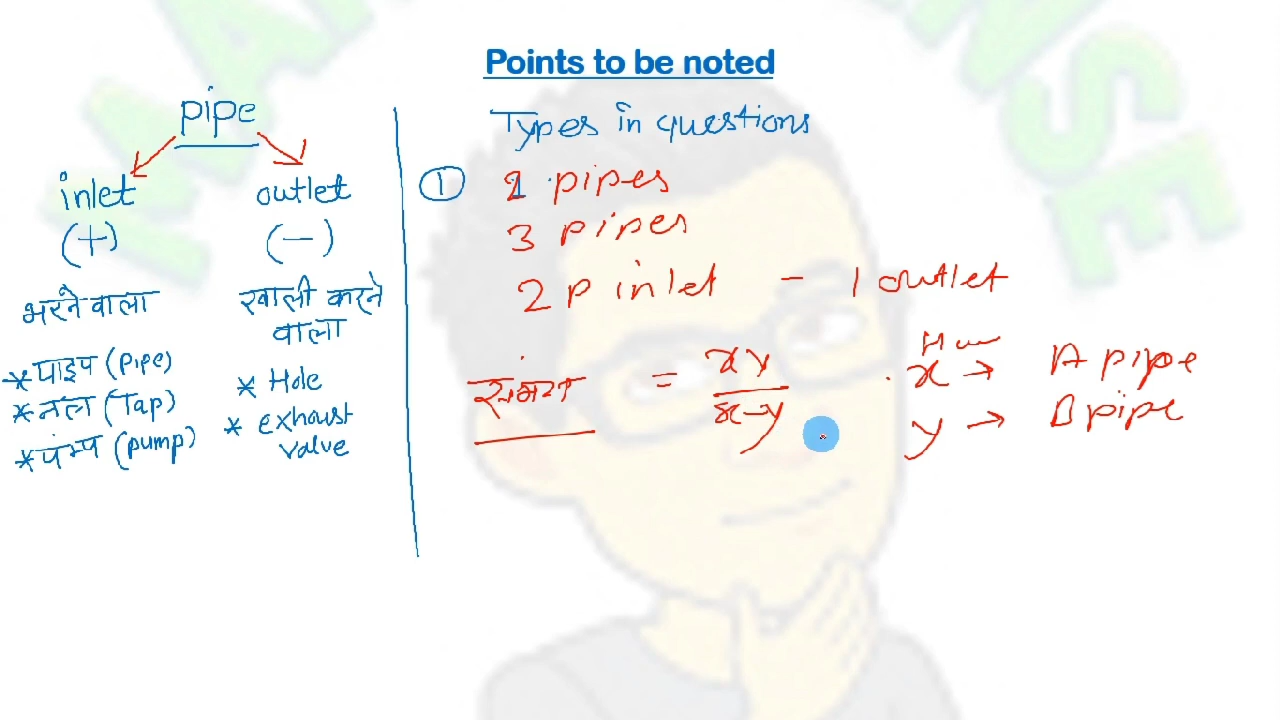 Points to be noted
pipe
inlet
outlet
(+)
(-)
भरने वाला
खाली करने
वाला
* पाइप (pipe)
* नल (Tap)
* पंम्प (pump)
* Hole
* exhaust
valve
Types in questions
① pipes
3 pipes
2 p inlet - 1 outlet
समय = xy
x-y
x → A pipe
y → B pipe